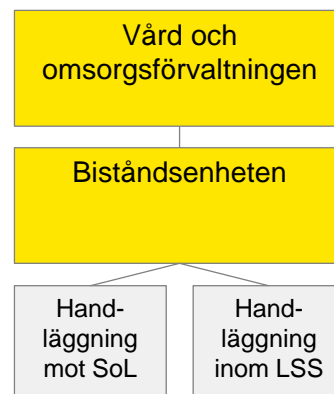 Vård och
omsorgsförvaltningen
Biståndsenheten
Hand-
läggning
mot SoL
Hand-
läggning
inom LSS